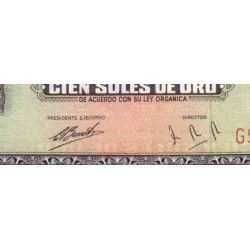 CIEN SOLES DE ORO
DE ACUERDO CON SU LEY ORGANICA
PRESIDENTE EJECUTIVO DIRECTOR